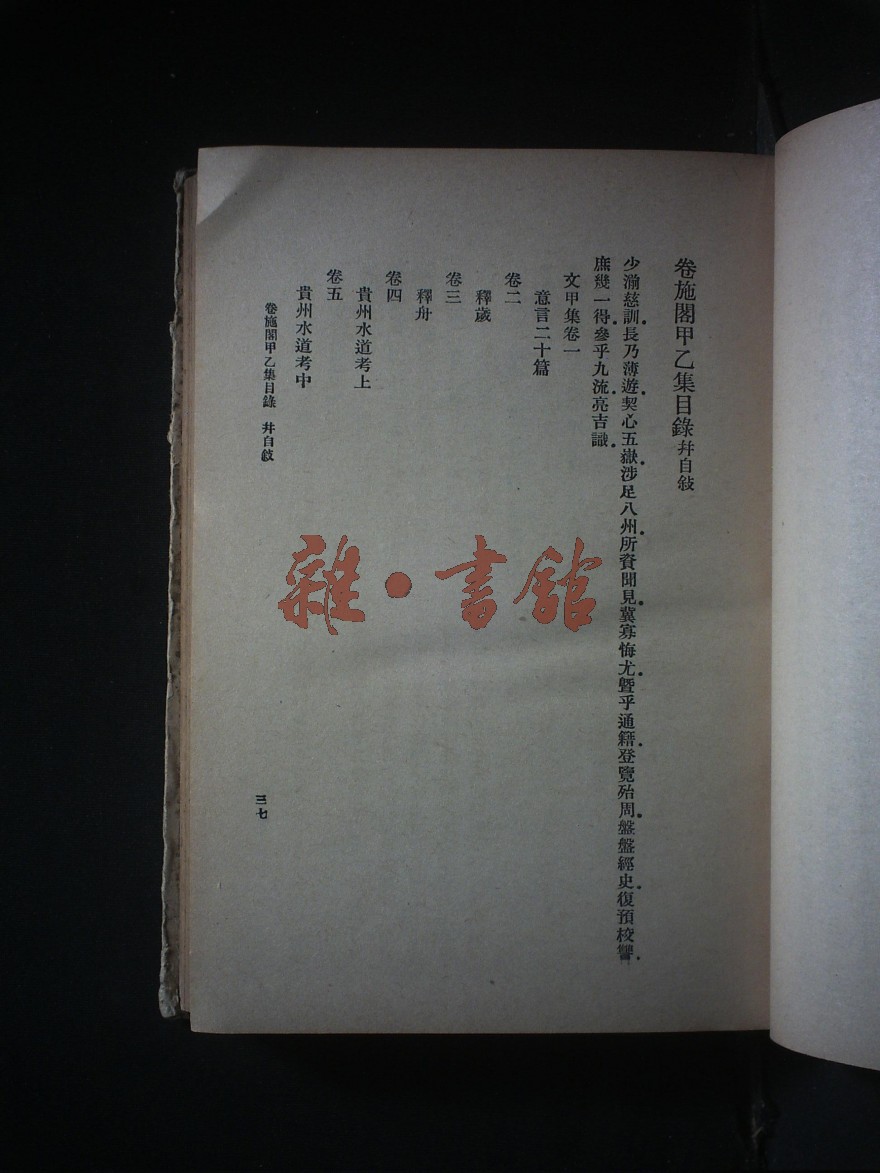 卷施閣甲乙集目錄 幷自敍
少湔慈訓長乃薄遊契心五嶽涉足八州所資聞見冀寡悔尤曁乎通籍登覽殆周盤盤經史復預校讐
庶幾一得參乎九流亮吉識
文甲集卷一
意言二十篇
卷二
釋歲
卷三
釋舟
卷四
貴州水道考上
卷五
貴州水道考中
卷施閣甲乙集目錄 幷自敍
三七
雜·書館